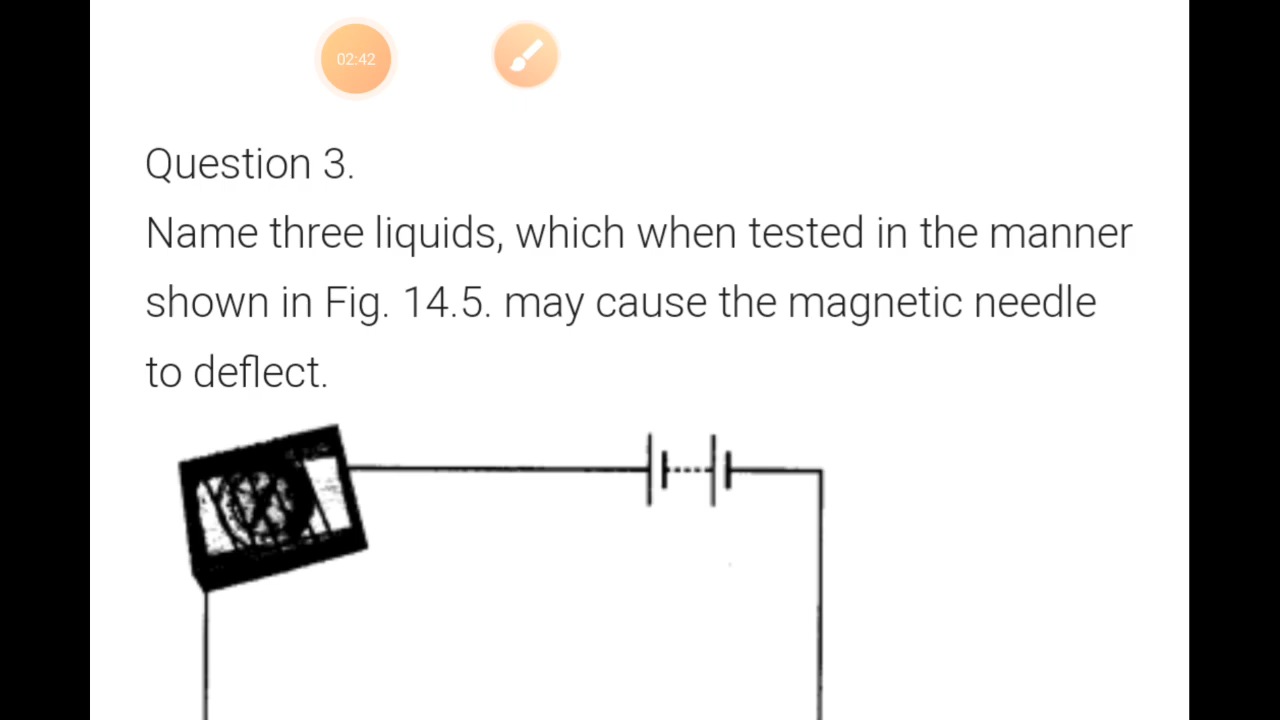 02:42
Question 3.
Name three liquids, which when tested in the manner
shown in Fig. 14.5. may cause the magnetic needle
to deflect.